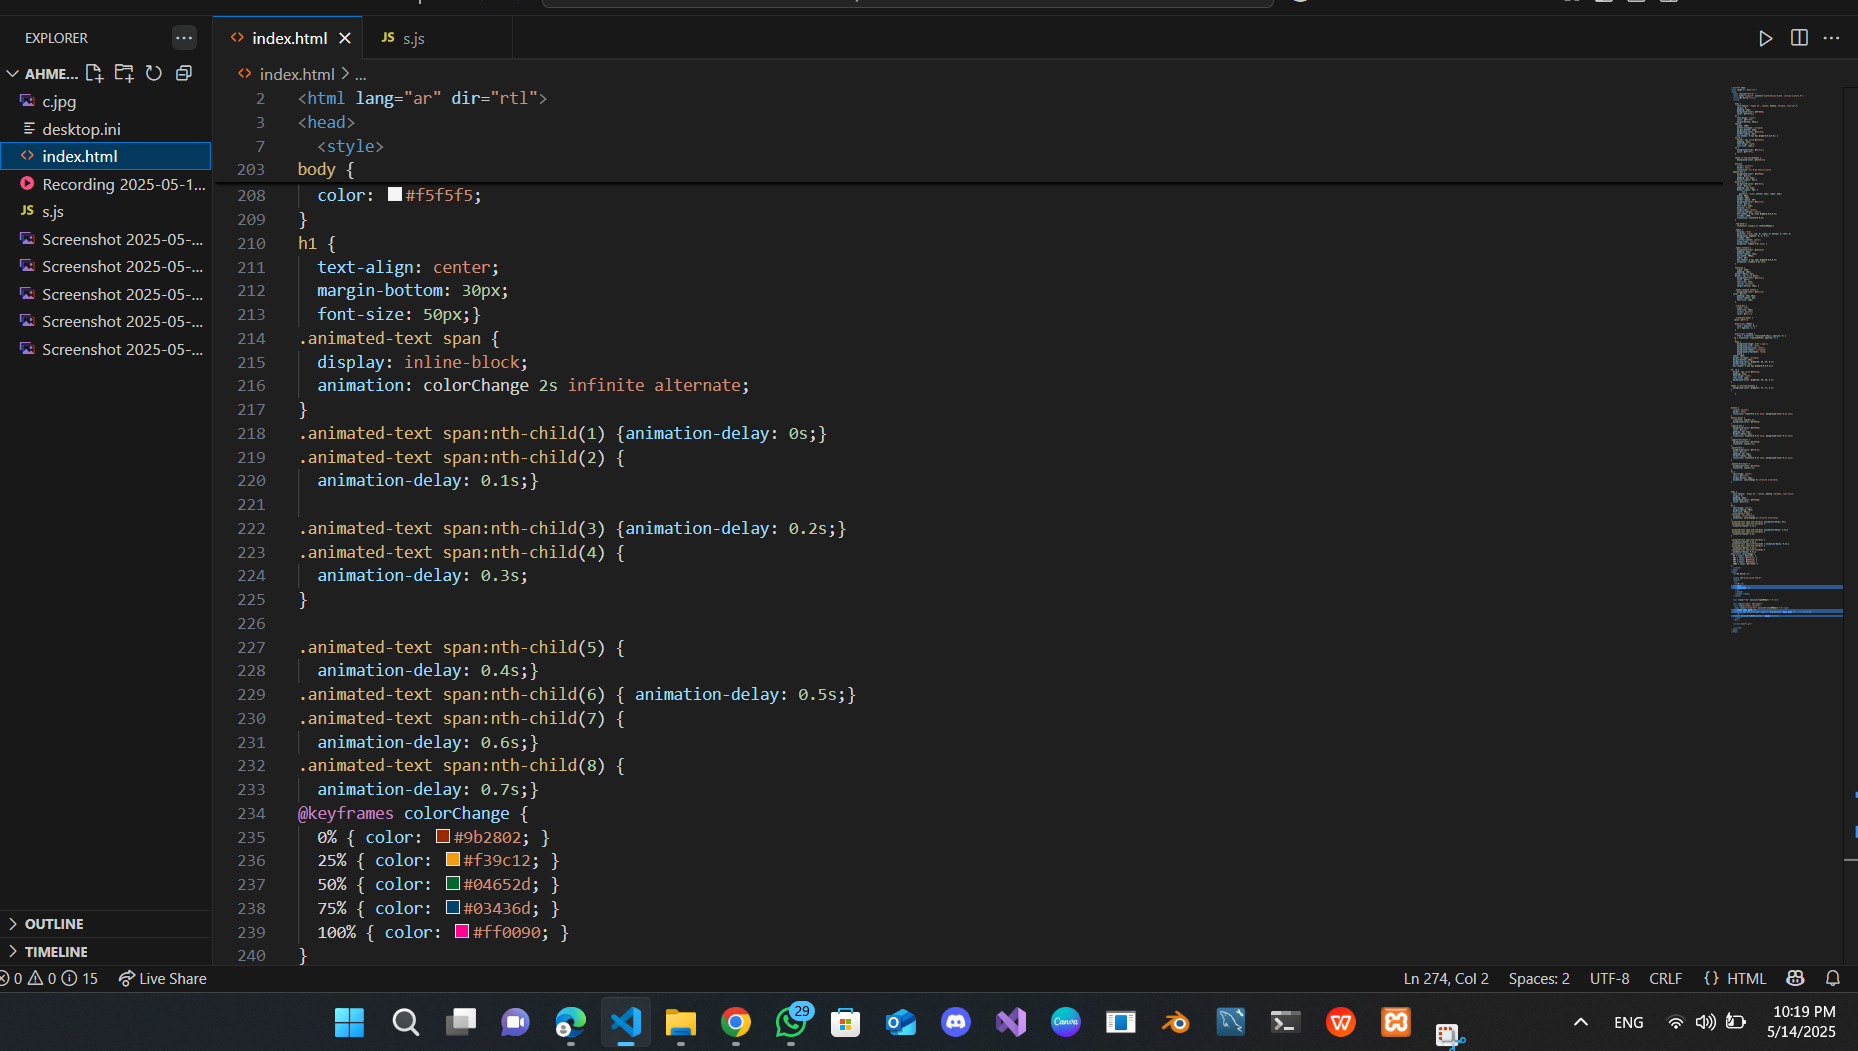 EXPLORER
AHME...
c.jpg
desktop.ini
index.html
Recording 2025-05-1...
JS s.js
Screenshot 2025-05-...
Screenshot 2025-05-...
Screenshot 2025-05-...
Screenshot 2025-05-...
Screenshot 2025-05-...
OUTLINE
TIMELINE
index.html
JS s.js
index.html > ...
2 <html lang="ar" dir="rtl">
3 <head>
7 <style>
203 body {
208 color: #f5f5f5;
209 }
210 h1 {
211 text-align: center;
212 margin-bottom: 30px;
213 font-size: 50px;}
214 .animated-text span {
215 display: inline-block;
216 animation: colorChange 2s infinite alternate;
217 }
218 .animated-text span:nth-child(1) {animation-delay: 0s;}
219 .animated-text span:nth-child(2) {
220 animation-delay: 0.1s;}
221
222 .animated-text span:nth-child(3) {animation-delay: 0.2s;}
223 .animated-text span:nth-child(4) {
224 animation-delay: 0.3s;
225 }
226
227 .animated-text span:nth-child(5) {
228 animation-delay: 0.4s;}
229 .animated-text span:nth-child(6) { animation-delay: 0.5s;}
230 .animated-text span:nth-child(7) {
231 animation-delay: 0.6s;}
232 .animated-text span:nth-child(8) {
233 animation-delay: 0.7s;}
234 @keyframes colorChange {
235 0% { color: #9b2802; }
236 25% { color: #f39c12; }
237 50% { color: #04652d; }
238 75% { color: #03436d; }
239 100% { color: #ff0090; }
240 }
0 0 15 Live Share
Ln 274, Col 2 Spaces: 2 UTF-8 CRLF {} HTML
29
Canva
ENG
10:19 PM
5/14/2025